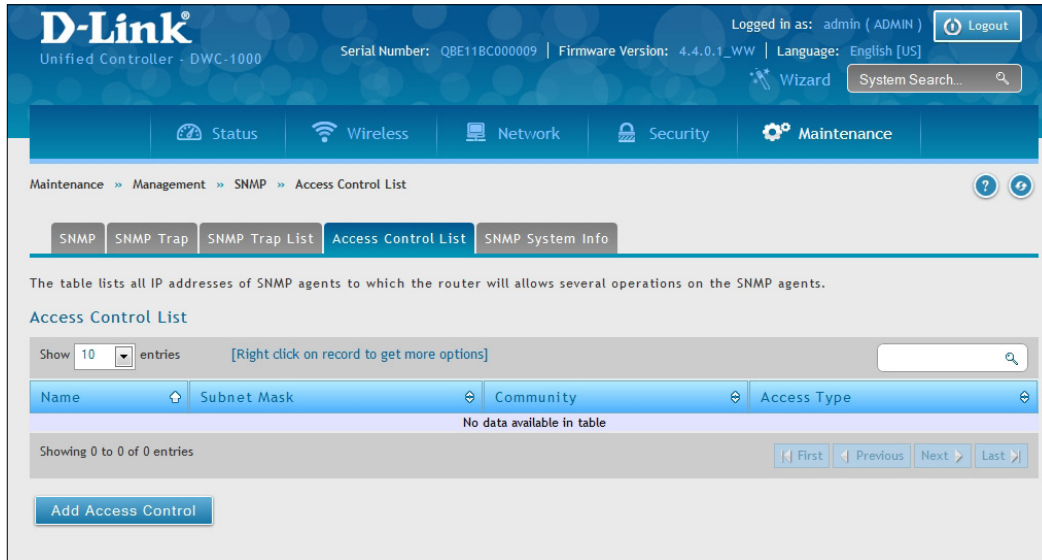 D-Link®
Unified Controller - DWC-1000
Logged in as: admin ( ADMIN ) Logout
Serial Number: QBE11BC000009 | Firmware Version: 4.4.0.1_WW | Language: English [US]
Wizard System Search...
Status Wireless Network Security Maintenance
Maintenance » Management » SNMP » Access Control List
SNMP SNMP Trap SNMP Trap List Access Control List SNMP System Info
The table lists all IP addresses of SNMP agents to which the router will allows several operations on the SNMP agents.
Access Control List
Show 10 entries [Right click on record to get more options]
Name Subnet Mask Community Access Type
No data available in table
Showing 0 to 0 of 0 entries First Previous Next Last
Add Access Control